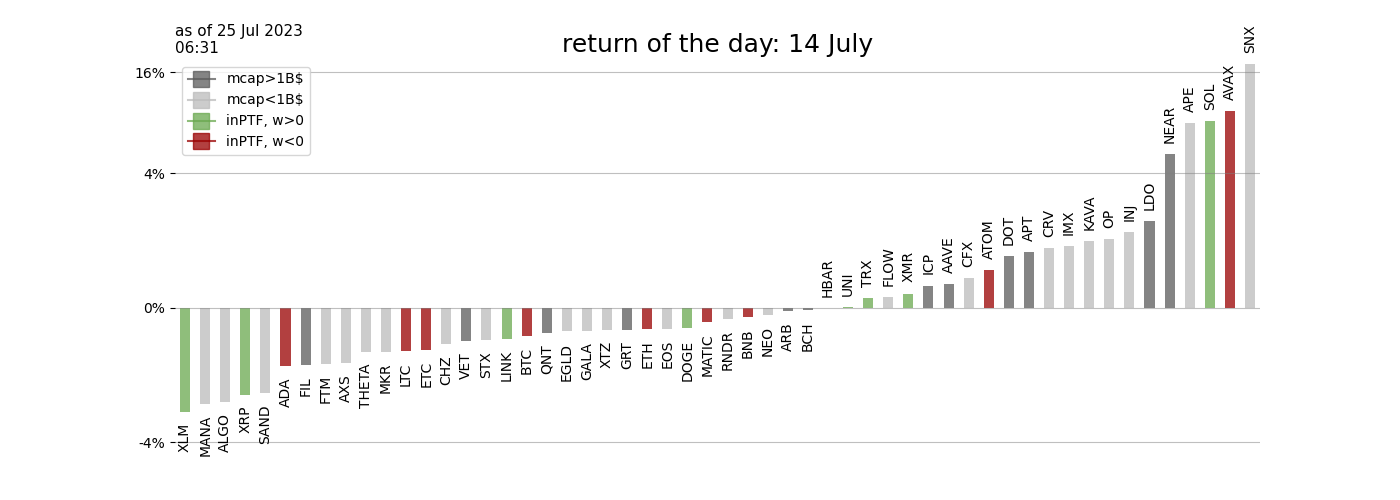 as of 25 Jul 2023
06:31
return of the day: 14 July
mcap>1B$
mcap<1B$
inPTF, w>0
inPTF, w<0
16%
4%
0%
-4%
XLM
MANA
ALGO
XRP
SAND
ADA
FIL
FTM
AXS
THETA
MKR
LTC
ETC
CHZ
VET
STX
LINK
BTC
QNT
EGLD
GALA
XTZ
GRT
ETH
EOS
DOGE
MATIC
RNDR
BNB
NEO
ARB
BCH
HBAR
UNI
TRX
FLOW
XMR
ICP
AAVE
CFX
ATOM
DOT
APT
CRV
IMX
KAVA
OP
INJ
LDO
NEAR
APE
SOL
AVAX
SNX